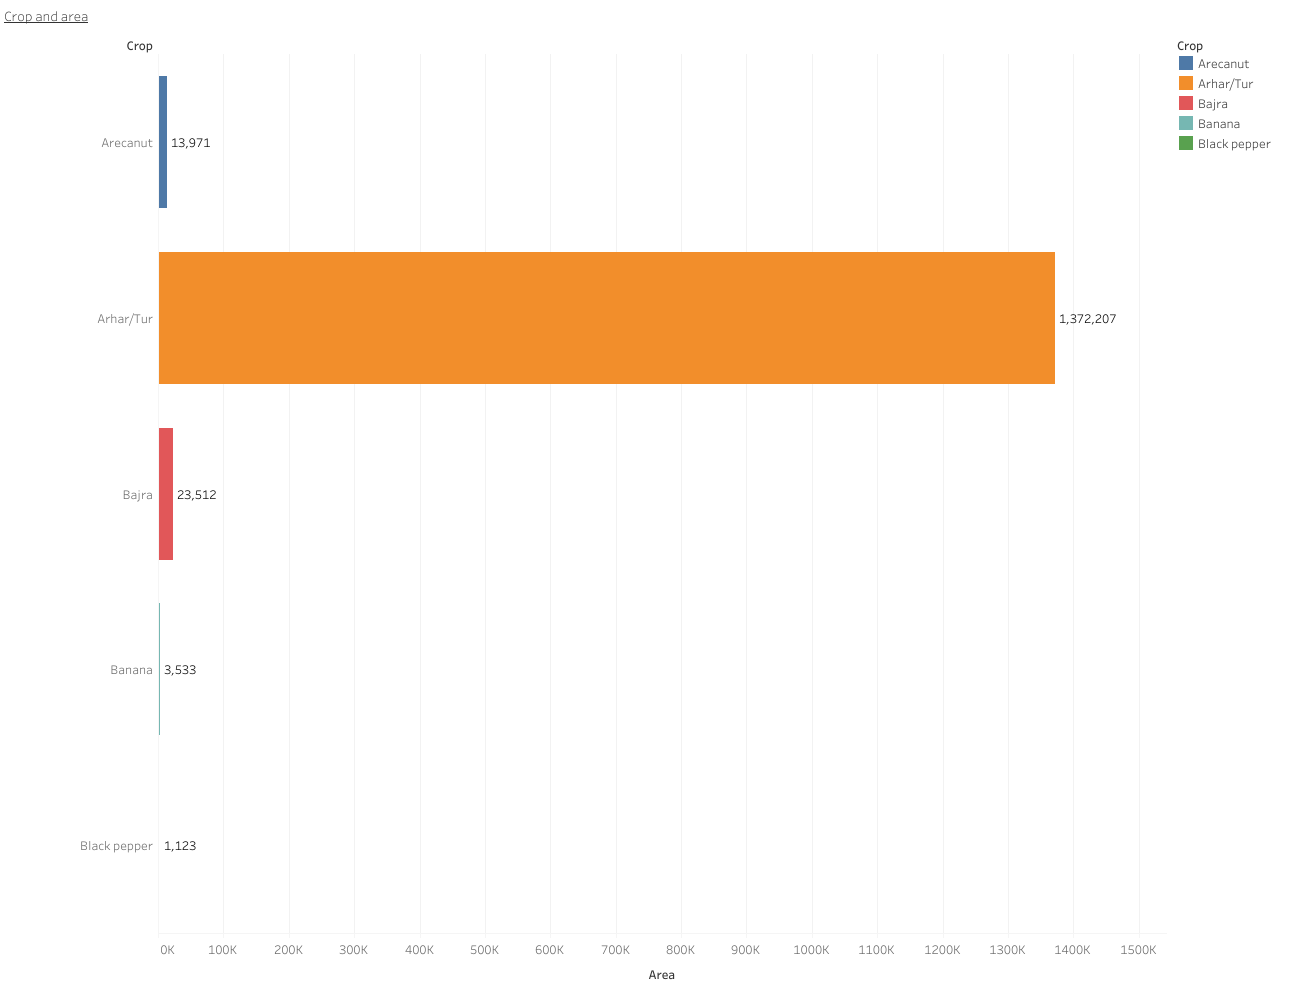 Crop and area
Crop
Arecanut 13,971
Arhar/Tur 1,372,207
Bajra 23,512
Banana 3,533
Black pepper 1,123
0K 100K 200K 300K 400K 500K 600K 700K 800K 900K 1000K 1100K 1200K 1300K 1400K 1500K
Area
Crop
Arecanut
Arhar/Tur
Bajra
Banana
Black pepper